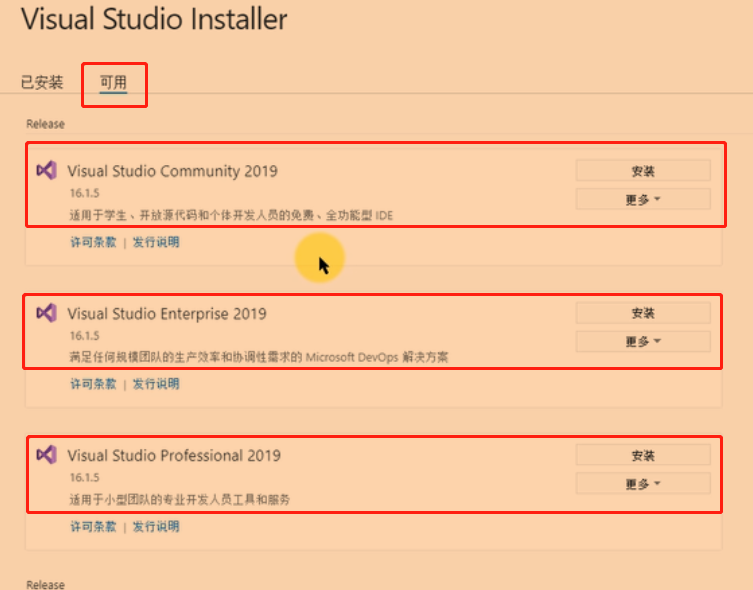 Visual Studio Installer
已安装 可用
Release
Visual Studio Community 2019 安装
16.1.5
更多
适用于学生、开放源代码和个体开发人员的免费、全功能型 IDE
许可条款 | 发行说明
Visual Studio Enterprise 2019 安装
16.1.5
更多
满足任何规模团队的生产效率和协调性需求的 Microsoft DevOps 解决方案
许可条款 | 发行说明
Visual Studio Professional 2019 安装
16.1.5
更多
适用于小型团队的专业开发人员工具和服务
许可条款 | 发行说明
Release